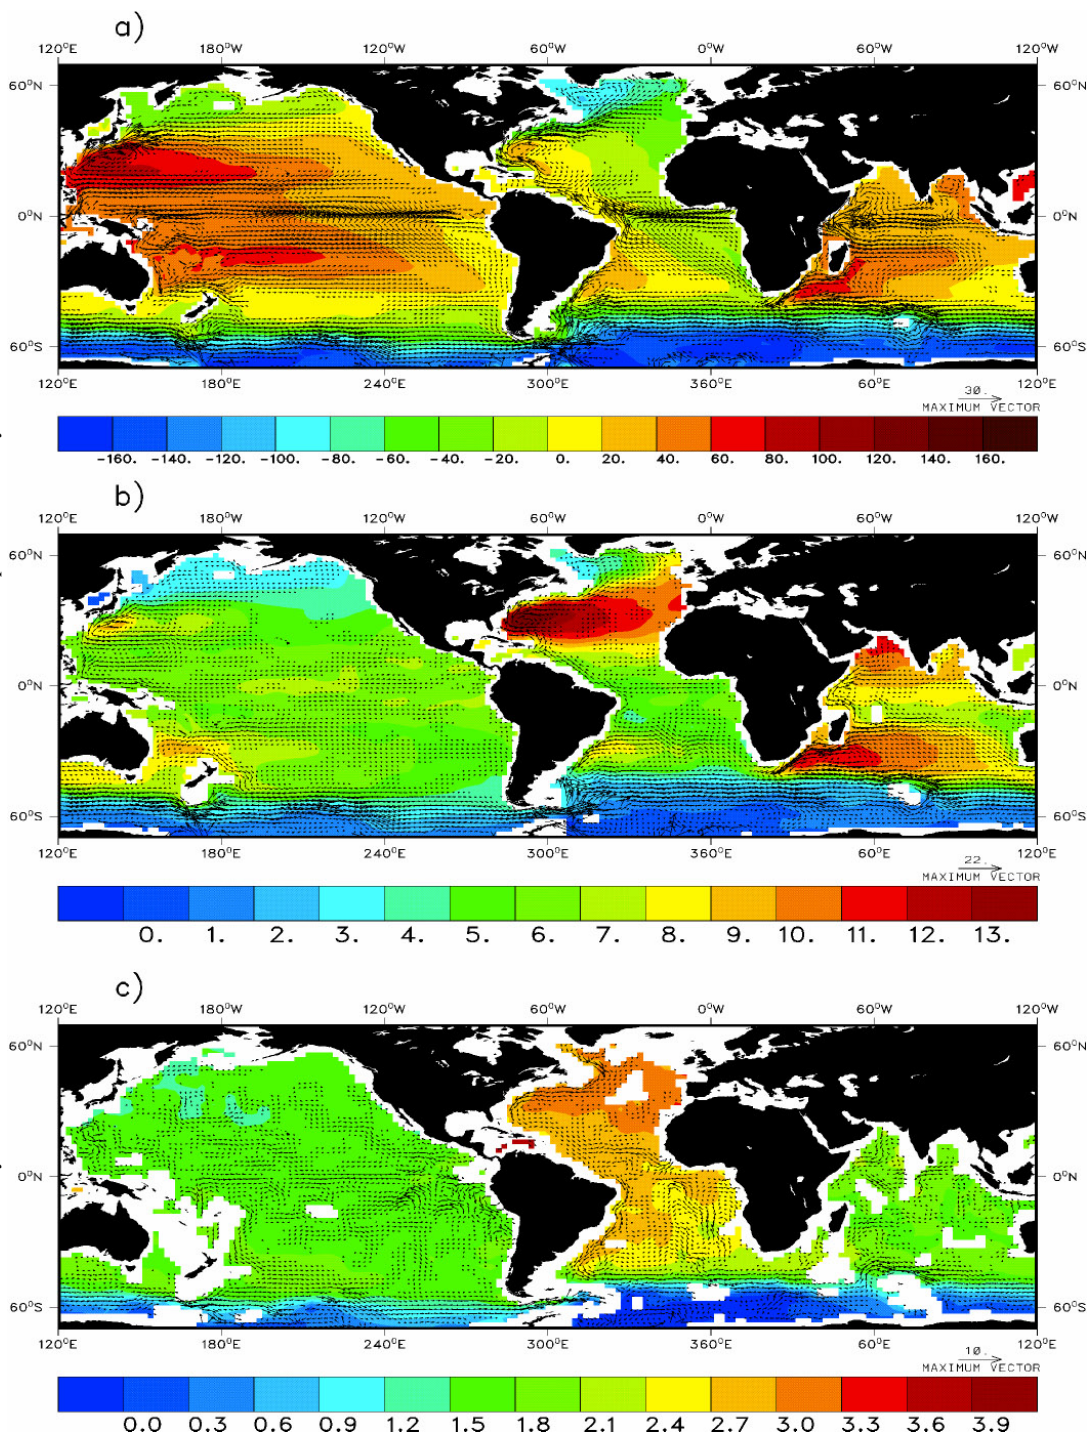 a)
120°E 180°W 60°W 0°W 60°W 120°W
60°N 60°N
0°N 0°N
60°S 60°S
120°E 180°E 240°E 300°E 360°E 60°E 120°E
30.
MAXIMUM VECTOR
-160. -140. -120. -100. -80. -60. -40. -20. 0. 20. 40. 60. 80. 100. 120. 140. 160.
b)
120°E 180°W 60°W 0°W 60°W 120°W
60°N 60°N
0°N 0°N
60°S 60°S
120°E 180°E 240°E 300°E 360°E 60°E 120°E
22.
MAXIMUM VECTOR
0. 1. 2. 3. 4. 5. 6. 7. 8. 9. 10. 11. 12. 13.
c)
120°E 180°W 60°W 0°W 60°W 120°W
60°N 60°N
0°N 0°N
60°S 60°S
120°E 180°E 240°E 300°E 360°E 60°E 120°E
10.
MAXIMUM VECTOR
0.0 0.3 0.6 0.9 1.2 1.5 1.8 2.1 2.4 2.7 3.0 3.3 3.6 3.9